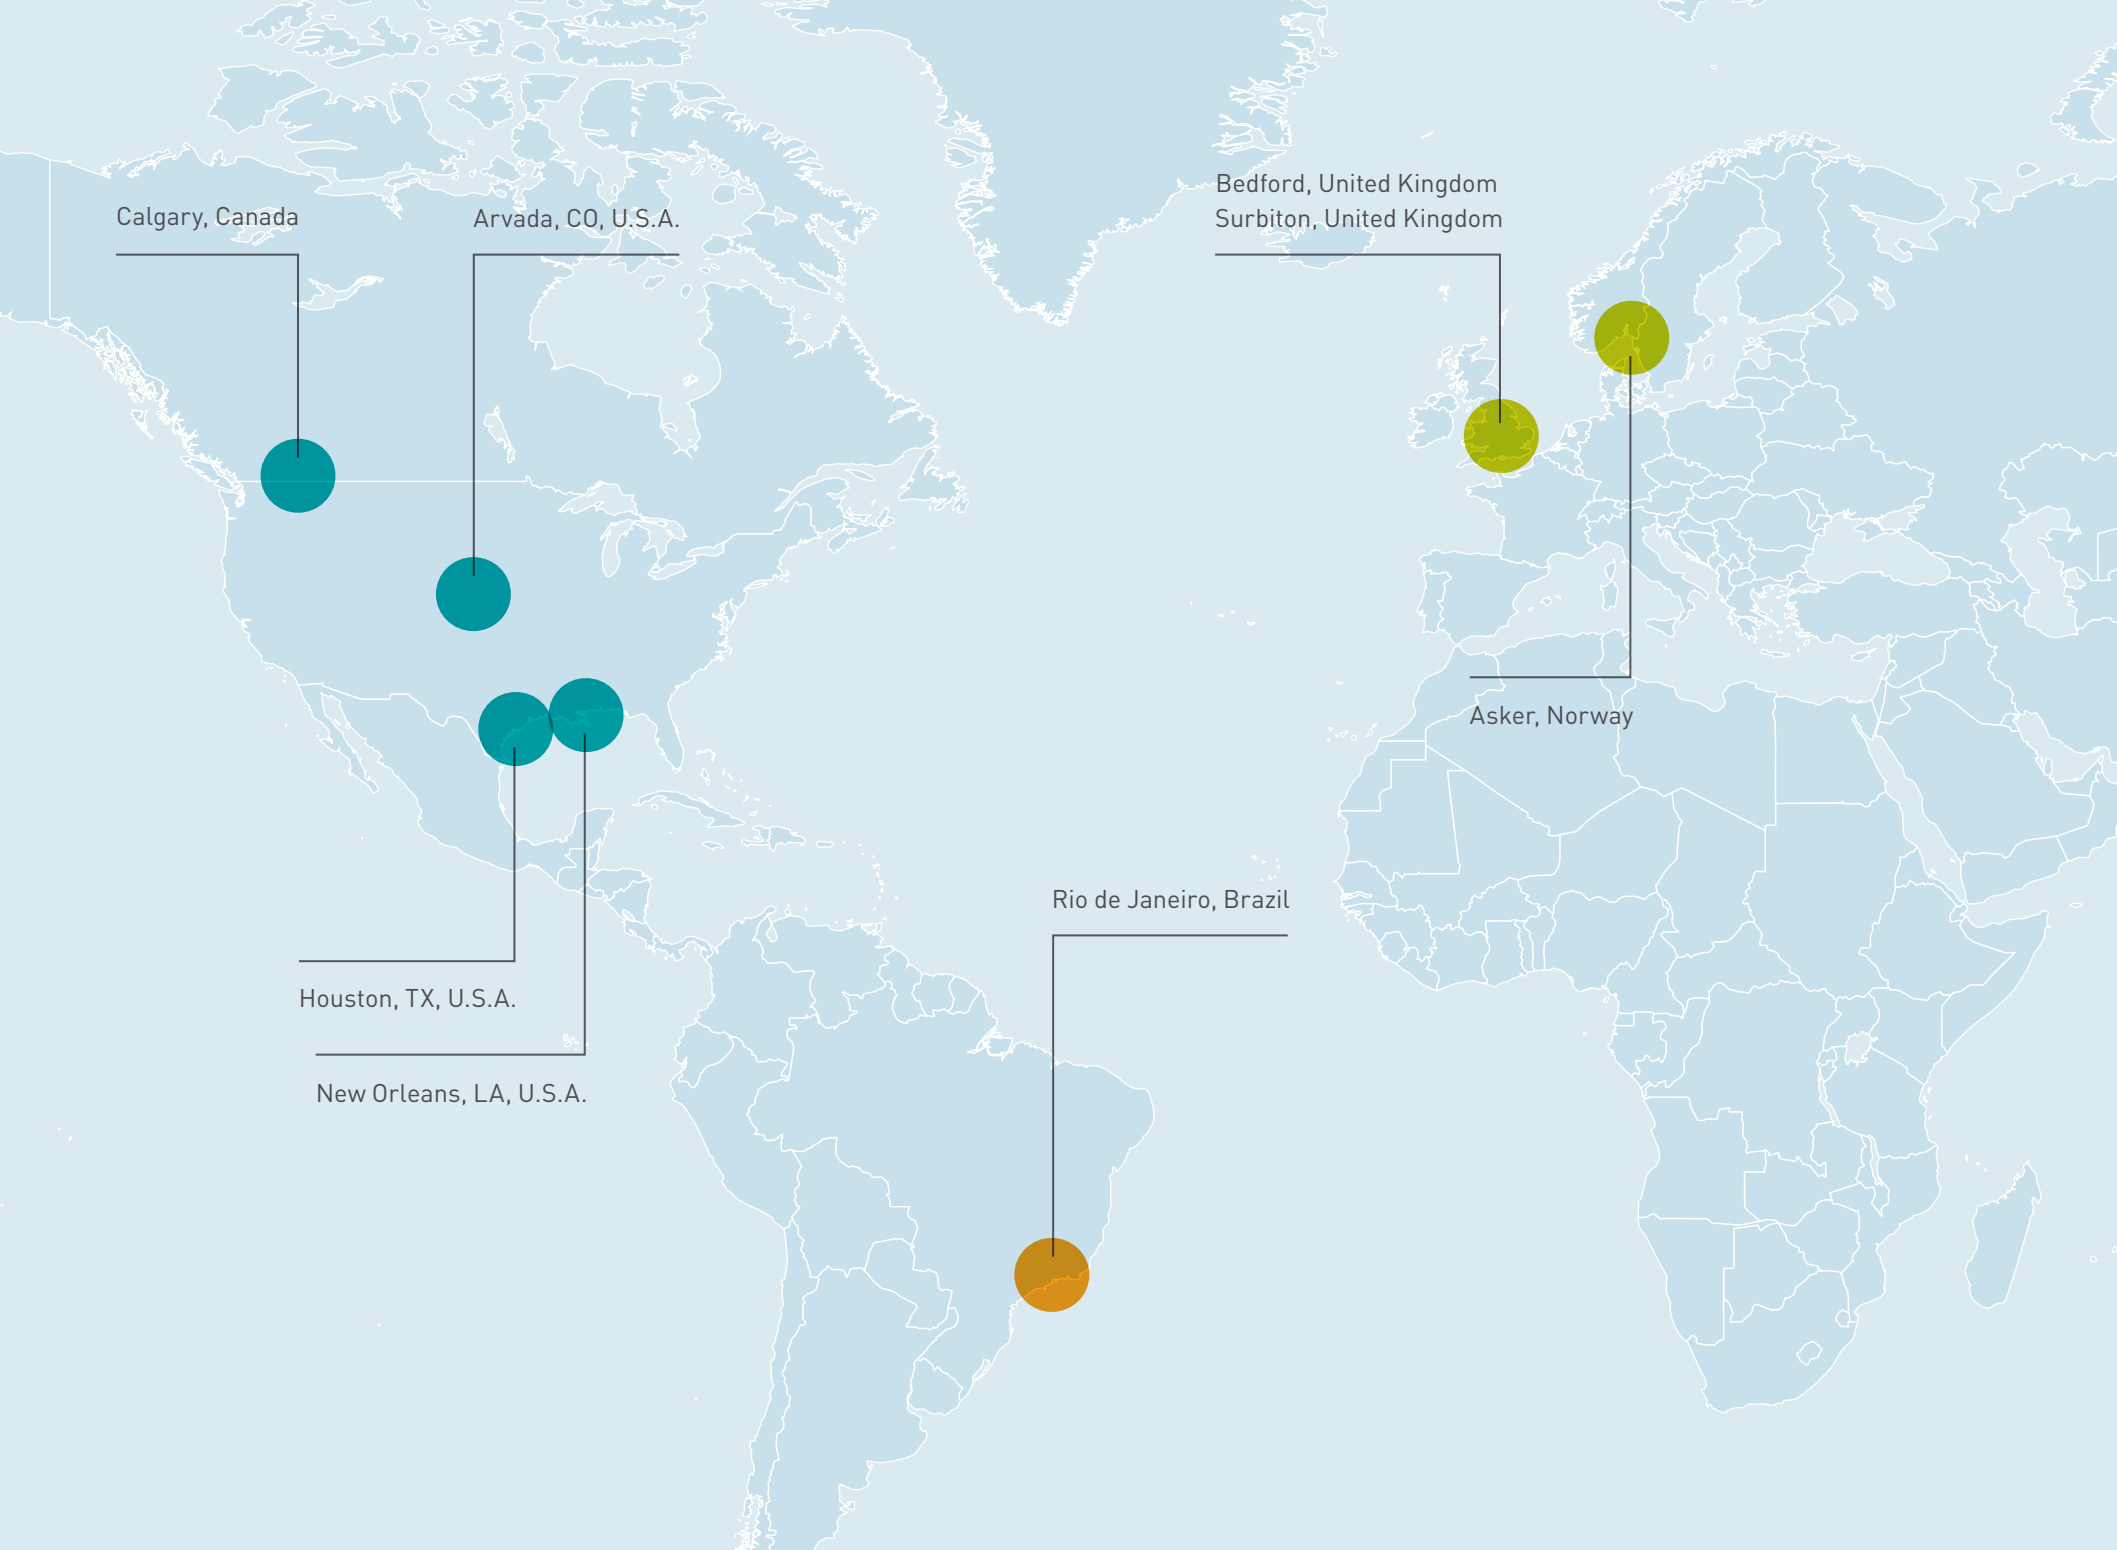 Calgary, Canada
Arvada, CO, U.S.A.
Bedford, United Kingdom
Surbiton, United Kingdom
Asker, Norway
Rio de Janeiro, Brazil
Houston, TX, U.S.A.
New Orleans, LA, U.S.A.